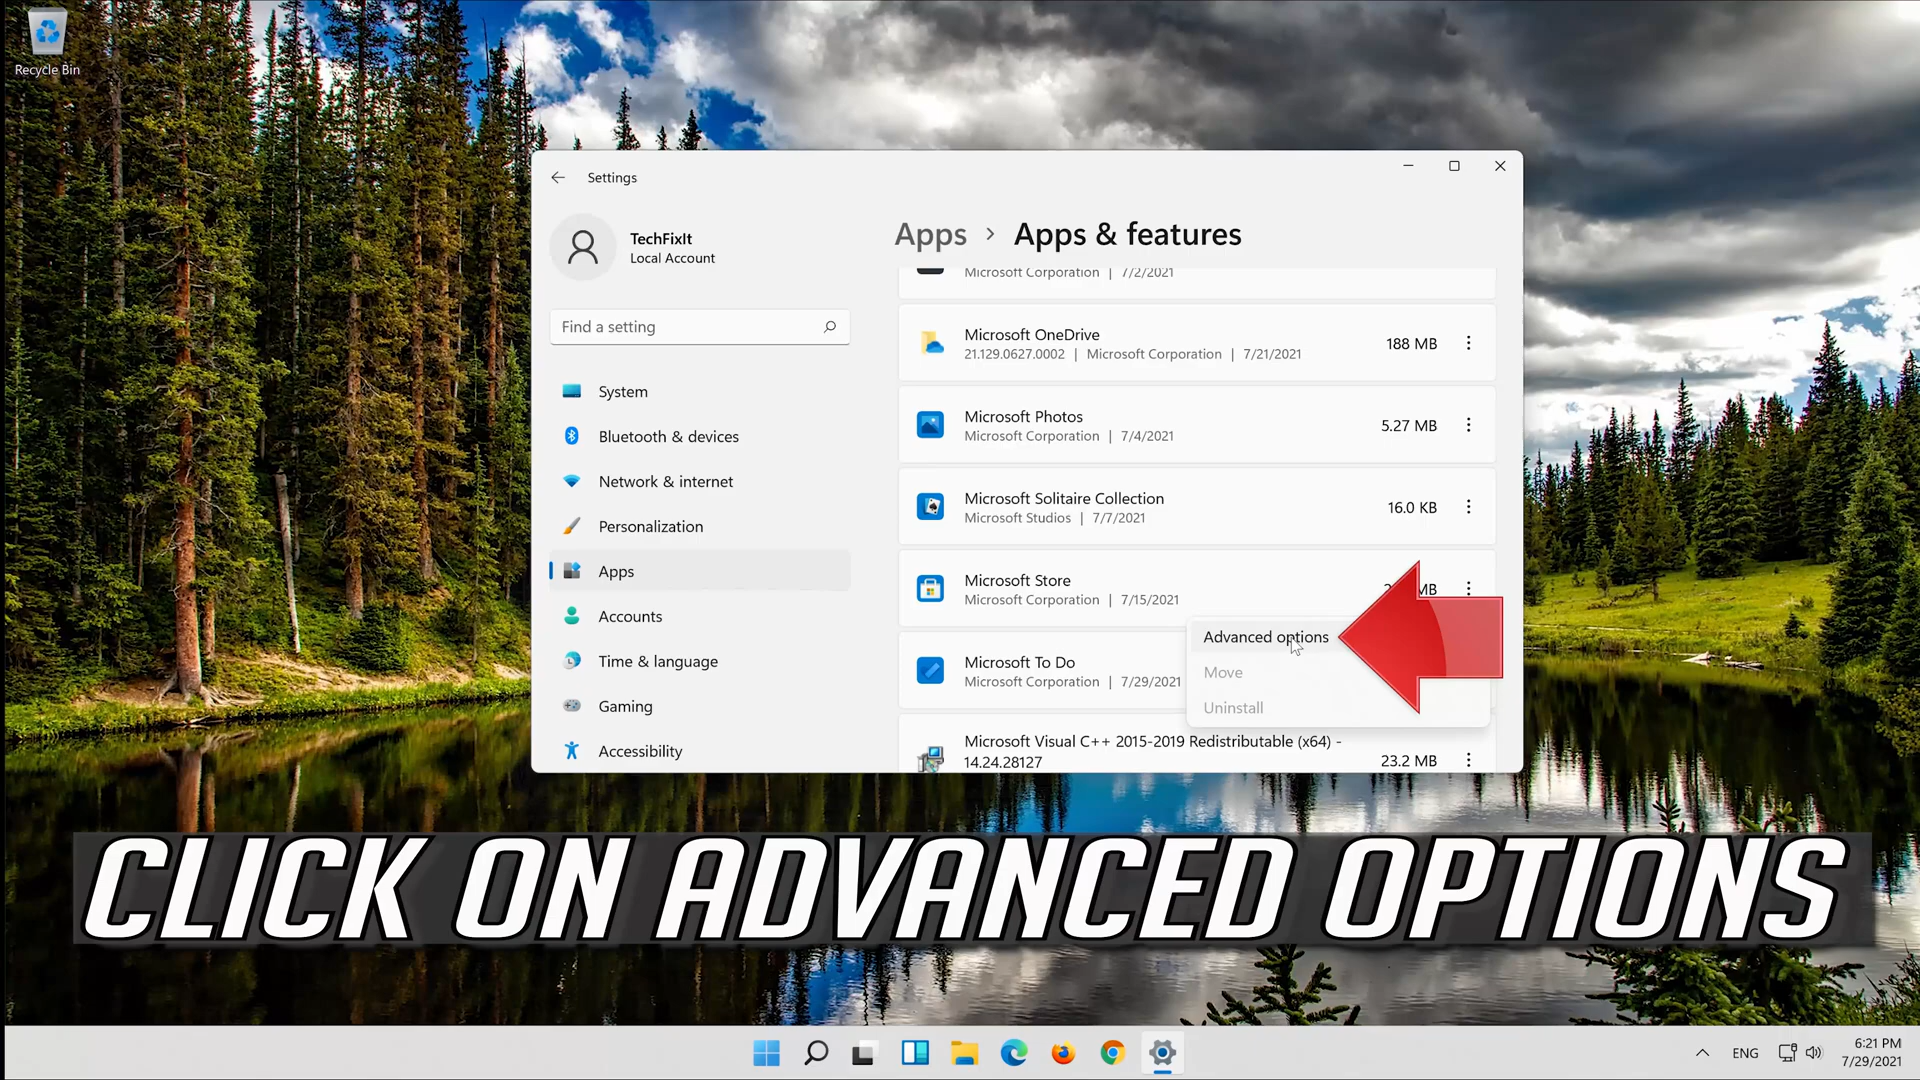 Recycle Bin
Settings
TechFixIt
Local Account
Find a setting
System
Bluetooth & devices
Network & internet
Personalization
Apps
Accounts
Time & language
Gaming
Accessibility
Apps > Apps & features
Microsoft Corporation | 7/2/2021
Microsoft OneDrive
21.129.0627.0002 | Microsoft Corporation | 7/21/2021
188 MB
Microsoft Photos
Microsoft Corporation | 7/4/2021
5.27 MB
Microsoft Solitaire Collection
Microsoft Studios | 7/7/2021
16.0 KB
Microsoft Store
Microsoft Corporation | 7/15/2021
MB
Advanced options
Move
Uninstall
Microsoft To Do
Microsoft Corporation | 7/29/2021
Microsoft Visual C++ 2015-2019 Redistributable (x64) -
14.24.28127
23.2 MB
CLICK ON ADVANCED OPTIONS
ENG
6:21 PM
7/29/2021